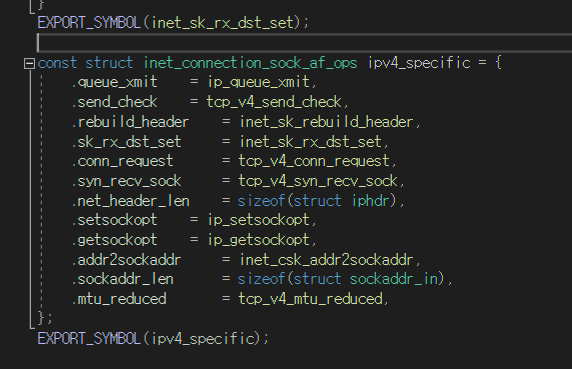 }
EXPORT_SYMBOL(inet_sk_rx_dst_set);
const struct inet_connection_sock_af_ops ipv4_specific = {
.queue_xmit = ip_queue_xmit,
.send_check = tcp_v4_send_check,
.rebuild_header = inet_sk_rebuild_header,
.sk_rx_dst_set = inet_sk_rx_dst_set,
.conn_request = tcp_v4_conn_request,
.syn_recv_sock = tcp_v4_syn_recv_sock,
.net_header_len = sizeof(struct iphdr),
.setsockopt = ip_setsockopt,
.getsockopt = ip_getsockopt,
.addr2sockaddr = inet_csk_addr2sockaddr,
.sockaddr_len = sizeof(struct sockaddr_in),
.mtu_reduced = tcp_v4_mtu_reduced,
};
EXPORT_SYMBOL(ipv4_specific);